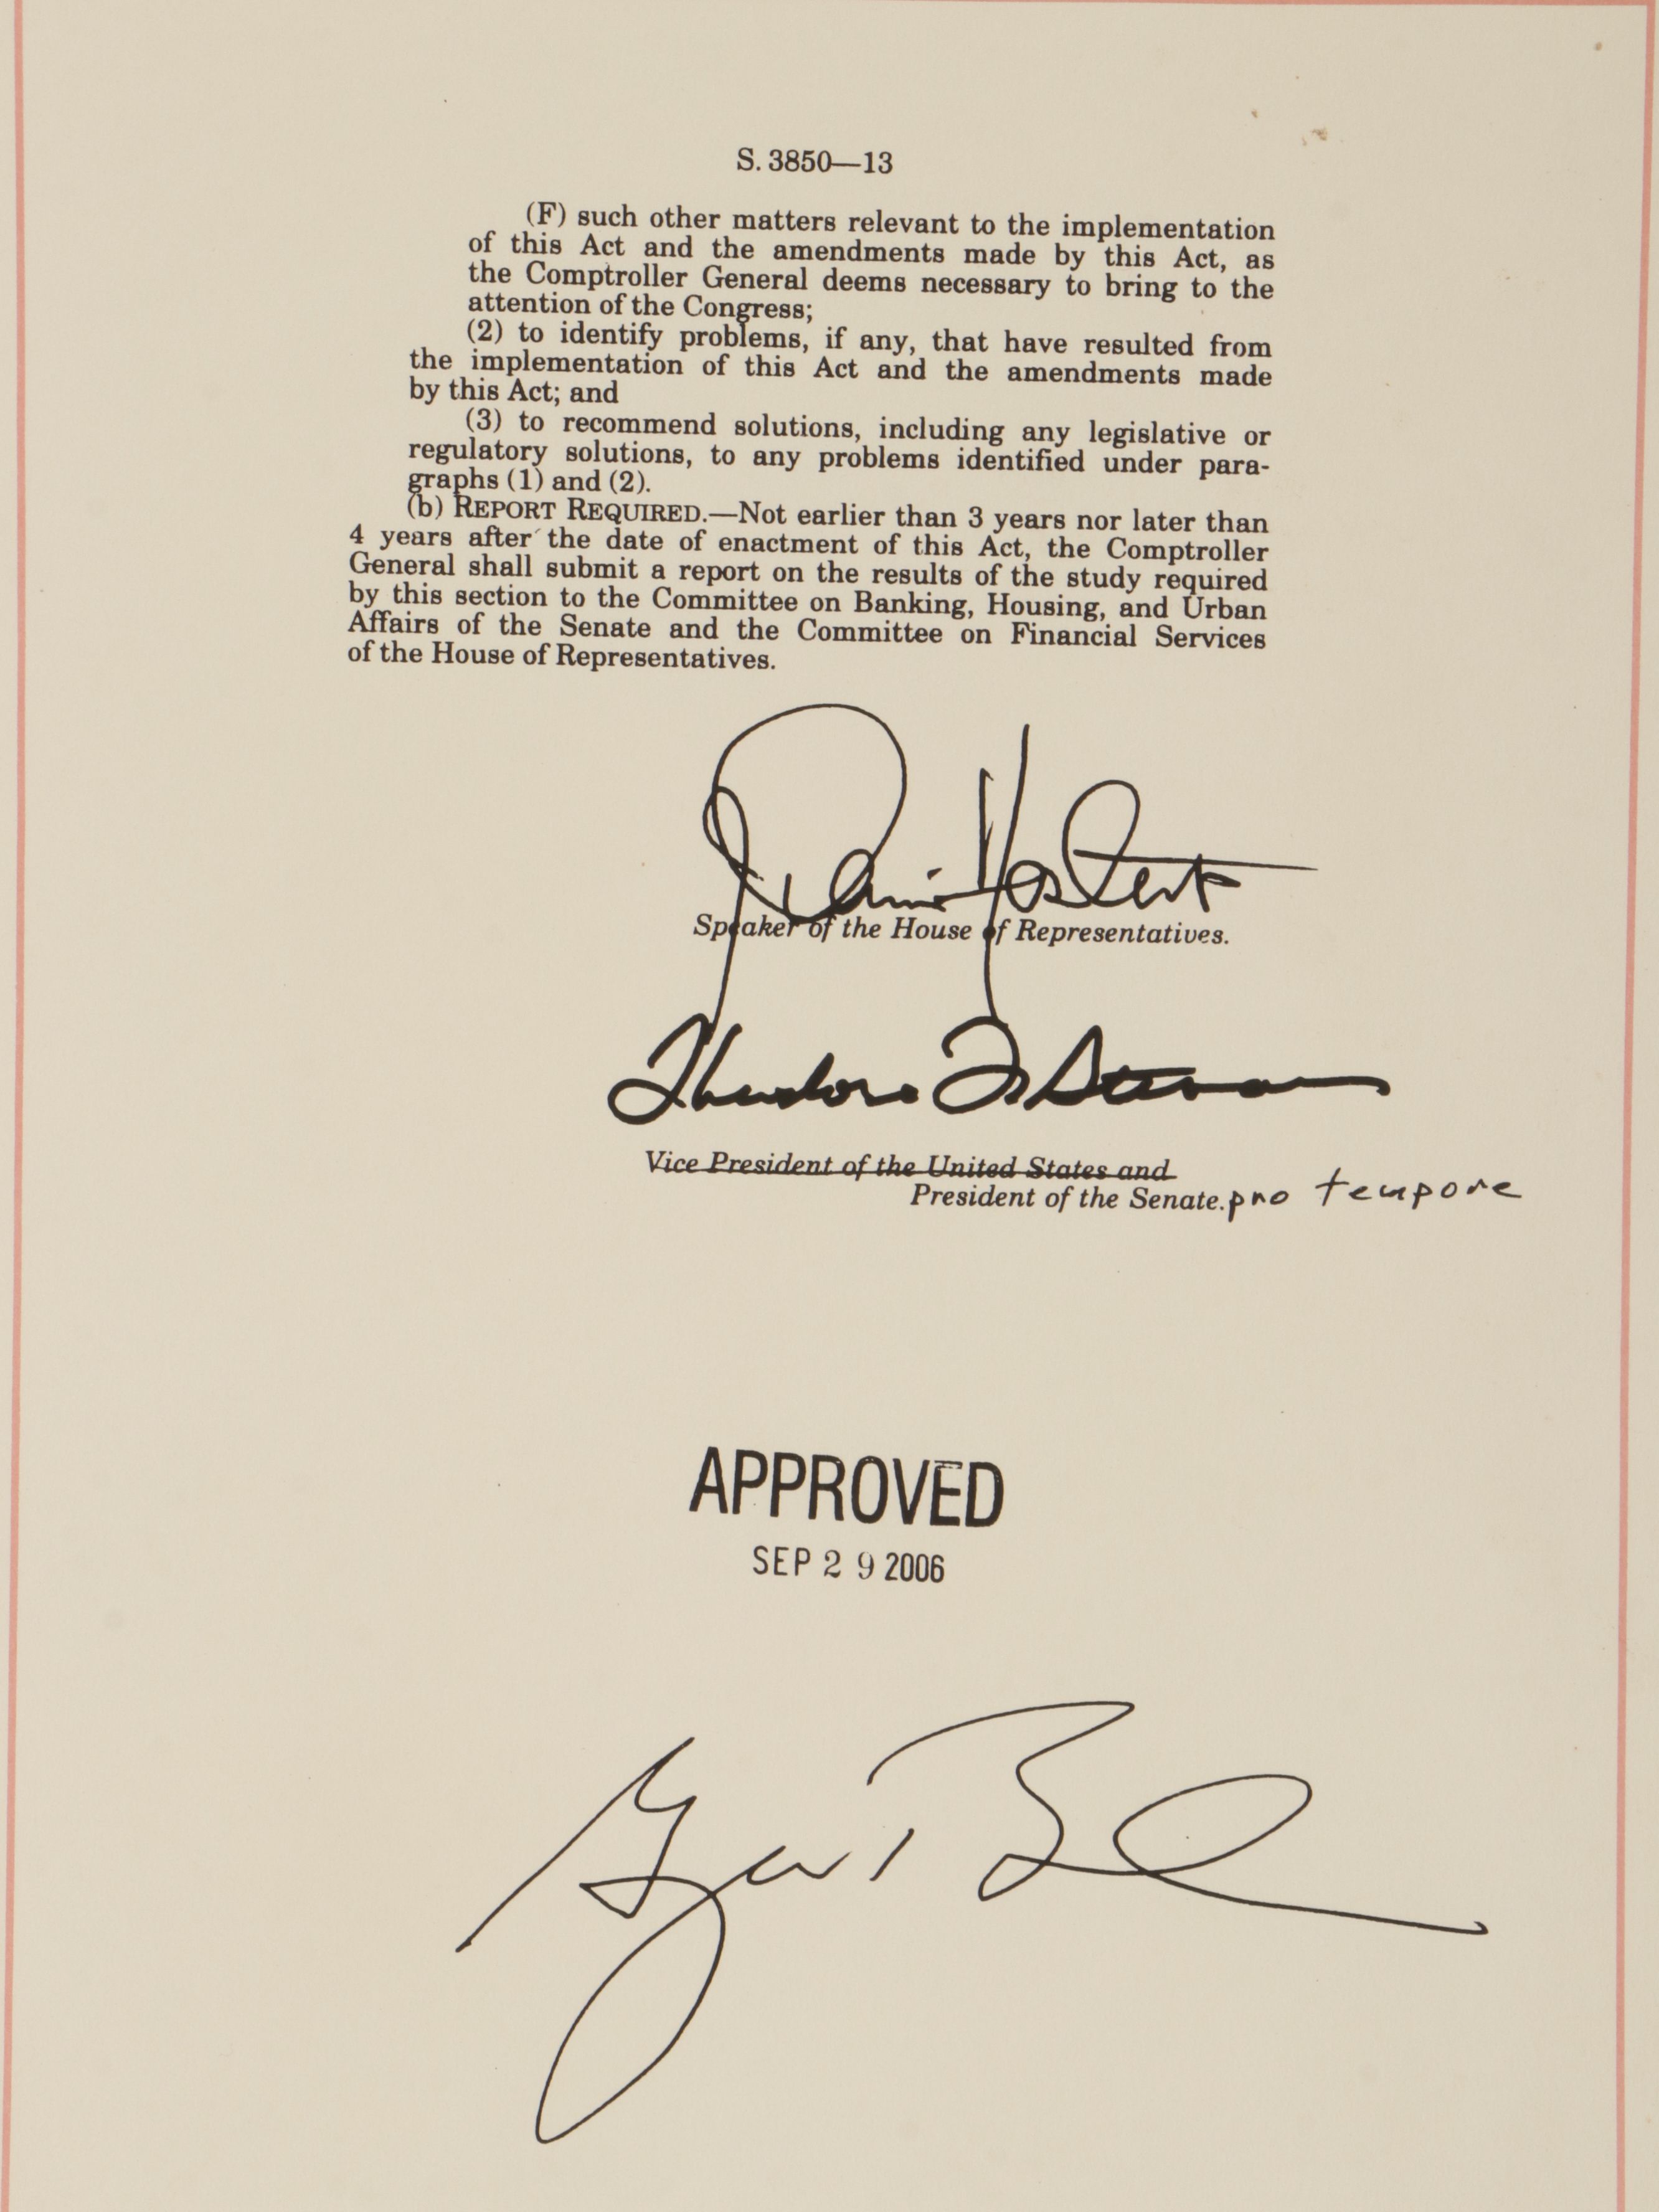 S. 3850—13
(F) such other matters relevant to the implementation
of this Act and the amendments made by this Act, as
the Comptroller General deems necessary to bring to the
attention of the Congress;
(2) to identify problems, if any, that have resulted from
the implementation of this Act and the amendments made
by this Act; and
(3) to recommend solutions, including any legislative or
regulatory solutions, to any problems identified under para-
graphs (1) and (2).
(b) REPORT REQUIRED.—Not earlier than 3 years nor later than
4 years after the date of enactment of this Act, the Comptroller
General shall submit a report on the results of the study required
by this section to the Committee on Banking, Housing, and Urban
Affairs of the Senate and the Committee on Financial Services
of the House of Representatives.
Speaker of the House of Representatives.
Theodore F Stevens
Vice President of the United States and
President of the Senate. pro tempore
APPROVED
SEP 29 2006